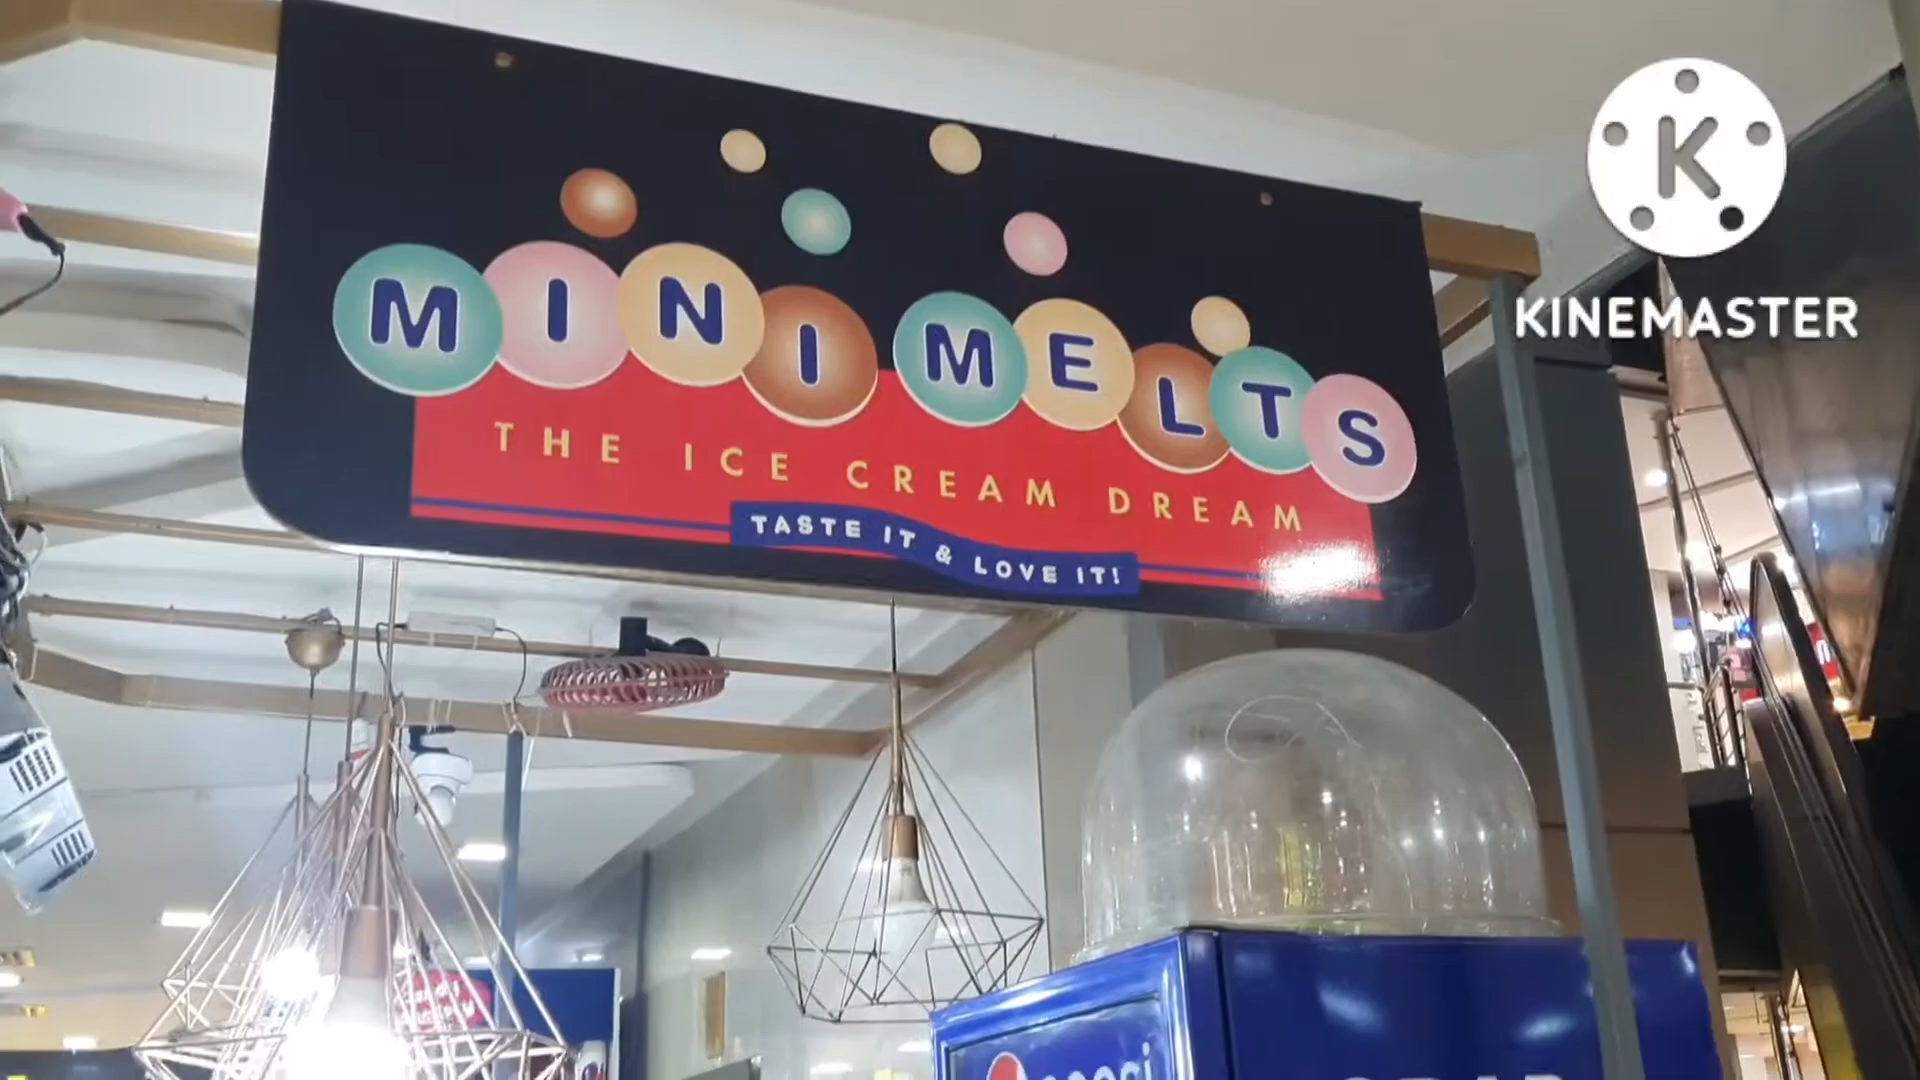 MINI MELTS
THE ICE CREAM DREAM
TASTE IT & LOVE IT!
K
KINEMASTER